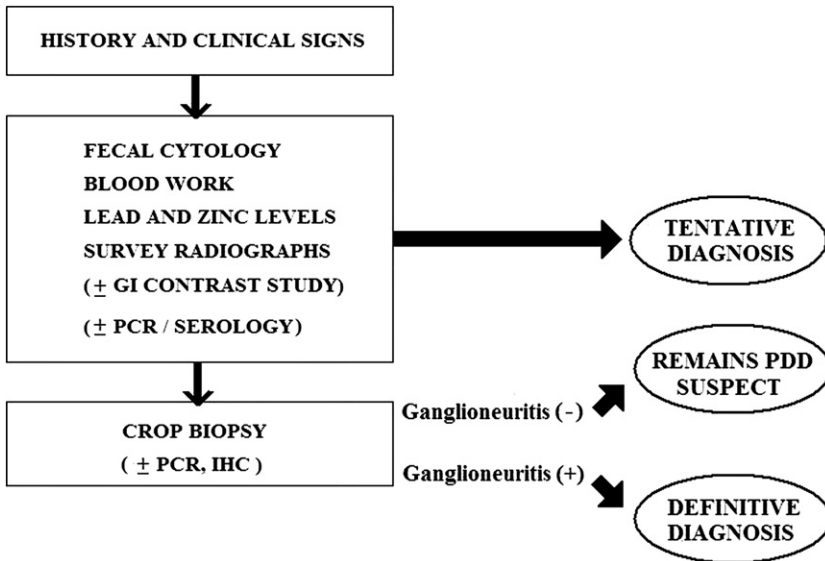 HISTORY AND CLINICAL SIGNS
FECAL CYTOLOGY
BLOOD WORK
LEAD AND ZINC LEVELS
SURVEY RADIOGRAPHS
(± GI CONTRAST STUDY)
(± PCR / SEROLOGY)
TENTATIVE
DIAGNOSIS
CROP BIOPSY
( ± PCR, IHC )
Ganglioneuritis (-)
REMAINS PDD
SUSPECT
Ganglioneuritis (+)
DEFINITIVE
DIAGNOSIS